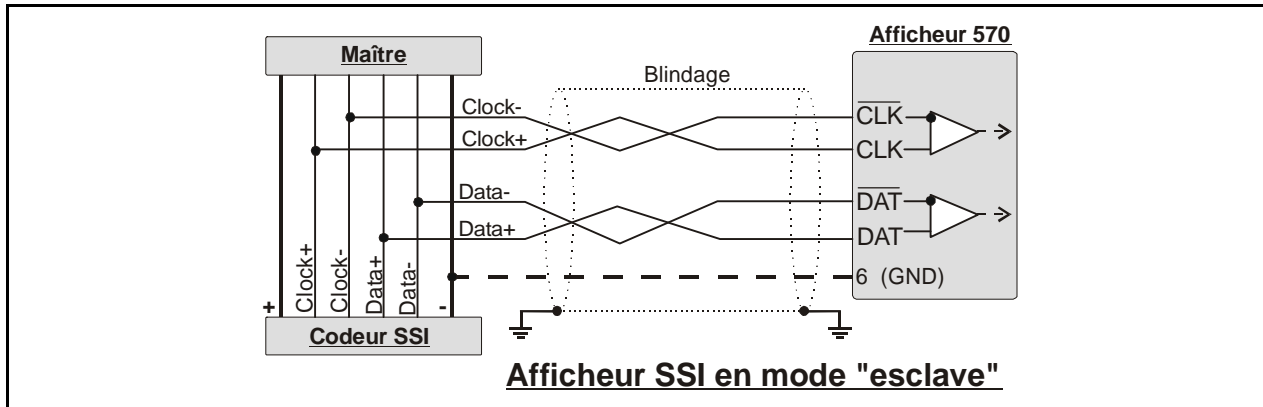 Afficheur 570
Maître
Blindage
Clock-
CLK
Clock+
CLK
Data-
DAT
Data+
DAT
6 (GND)
+
Clock+
Clock-
Data+
Data-
-
Codeur SSI
Afficheur SSI en mode "esclave"